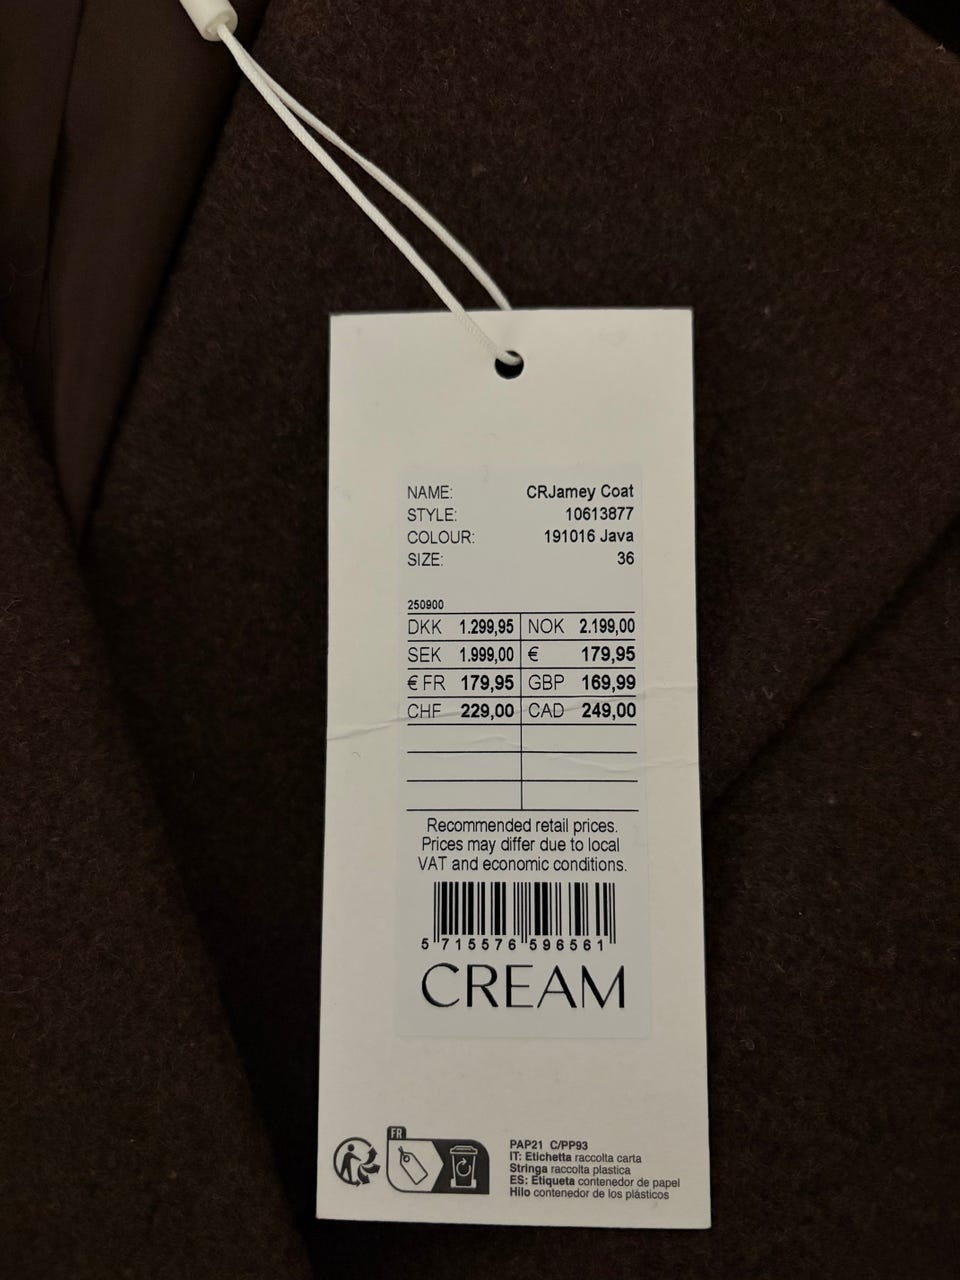 NAME: CRJamey Coat
STYLE: 10613877
COLOUR: 191016 Java
SIZE: 36
250900
DKK 1.299,95 NOK 2.199,00
SEK 1.999,00 € 179,95
€ FR 179,95 GBP 169,99
CHF 229,00 CAD 249,00
Recommended retail prices.
Prices may differ due to local
VAT and economic conditions.
5 715576 596561
CREAM
FR
PAP21 C/PP93
IT: Etichetta raccolta carta
Stringa raccolta plastica
ES: Etiqueta contenedor de papel
Hilo contenedor de los plásticos